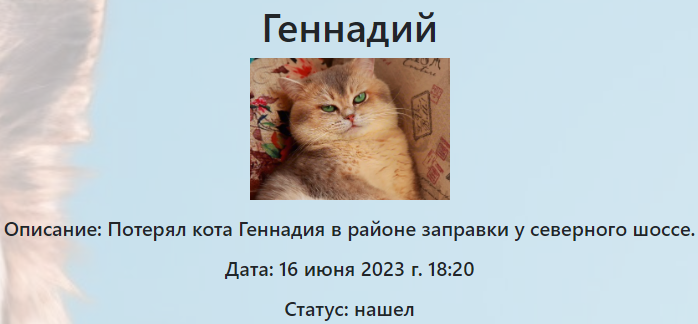 Геннадий
Описание: Потерял кота Геннадия в районе заправки у северного шоссе.
Дата: 16 июня 2023 г. 18:20
Статус: нашел